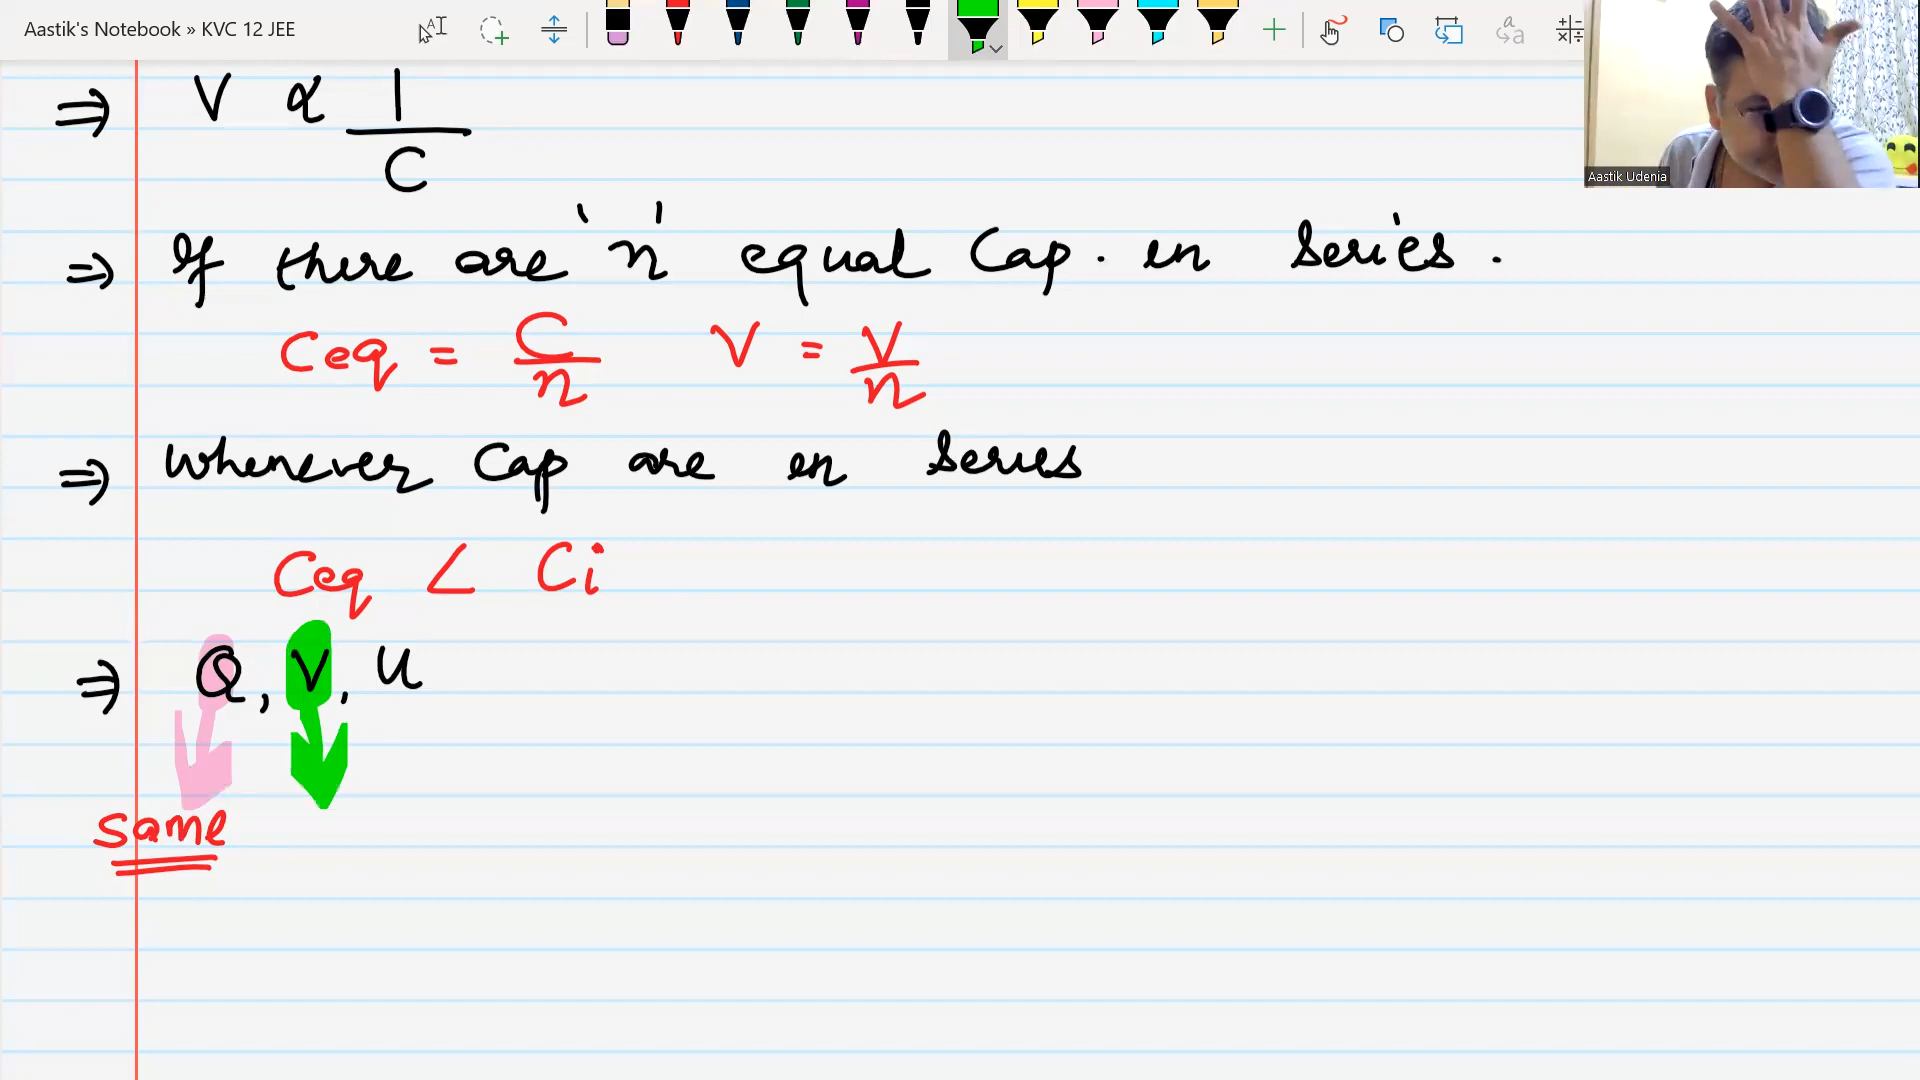 Aastik's Notebook » KVC 12 JEE
Aastik Udenia
⇒ V ∝ 1/C
⇒ If there are 'n' equal Cap. in Series.
Ceq = C/n V = V/n
⇒ Whenever Cap are in Series
Ceq < Ci
⇒ Q, V, U
Same